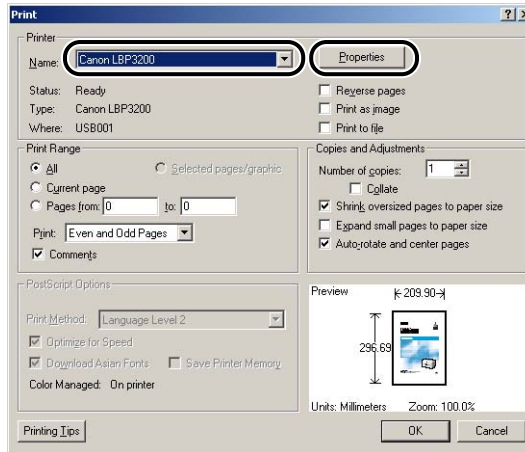 Print
Printer
Name: Canon LBP3200 Properties
Status: Ready Reverse pages
Type: Canon LBP3200 Print as image
Where: USB001 Print to file
Print Range
All Selected pages/graphic
Current page
Pages from: 0 to: 0
Print: Even and Odd Pages
Comments
Copies and Adjustments
Number of copies: 1
Collate
Shrink oversized pages to paper size
Expand small pages to paper size
Auto-rotate and center pages
PostScript Options
Print Method: Language Level 2
Optimize for Speed
Download Asian Fonts Save Printer Memory
Color Managed: On printer
Preview
209.90
296.69
Units: Millimeters Zoom: 100.0%
Printing Tips OK Cancel